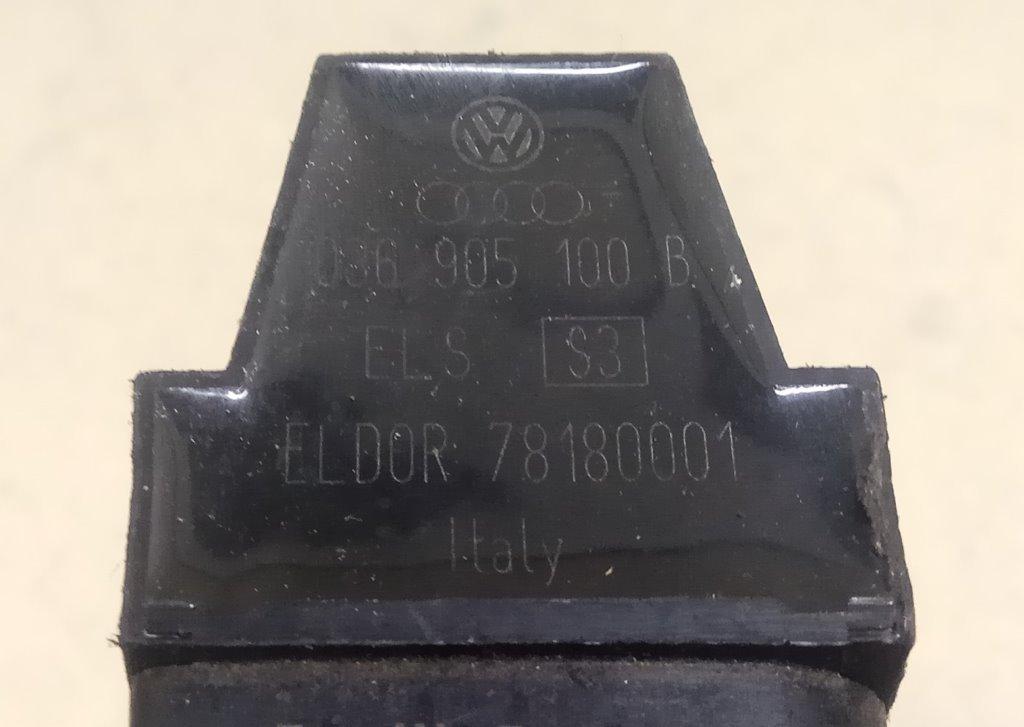 036 905 100 B
ELS S3
ELDOR 78180001
Italy